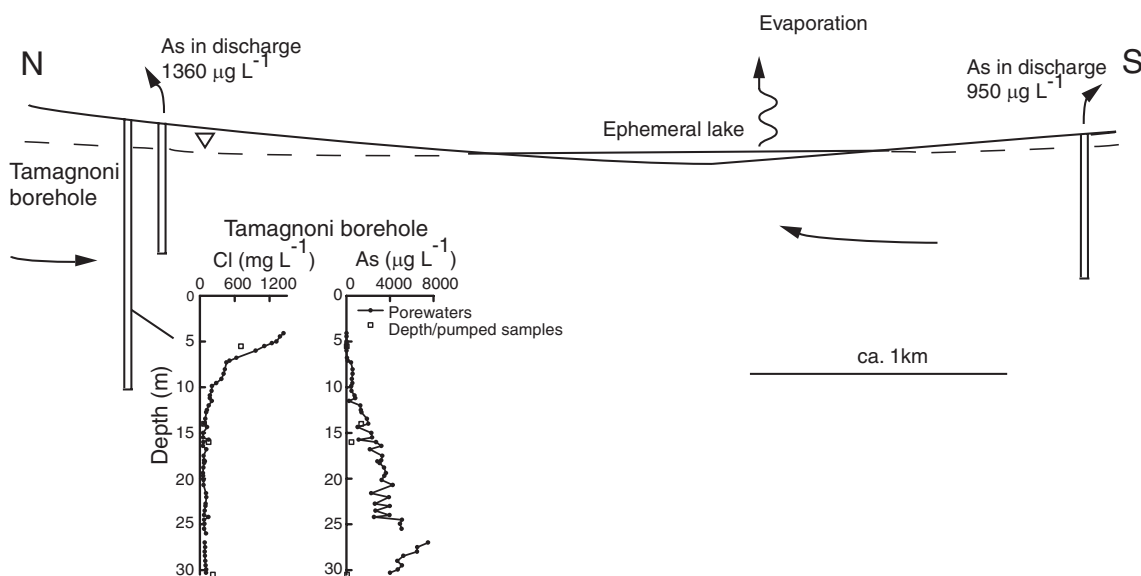 Evaporation
N
As in discharge
1360 μg L⁻¹
As in discharge
950 μg L⁻¹
S
Ephemeral lake
Tamagnoni
borehole
Tamagnoni borehole
Cl (mg L⁻¹)
As (μg L⁻¹)
0 600 1200
0 4000 8000
Porewaters
Depth/pumped samples
Depth (m)
0
5
10
15
20
25
30
0
5
10
15
20
25
30
ca. 1km